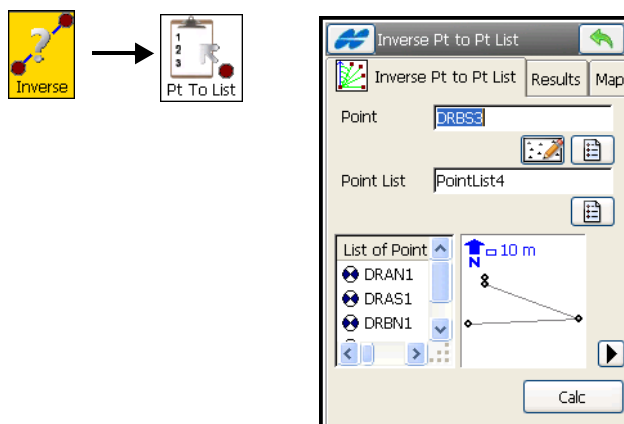 Inverse
1
2
3
Pt To List
Inverse Pt to Pt List
Inverse Pt to Pt List Results Map
Point DRBS3
Point List PointList4
List of Point
DRAN1
DRAS1
DRBN1
10 m
N
Calc